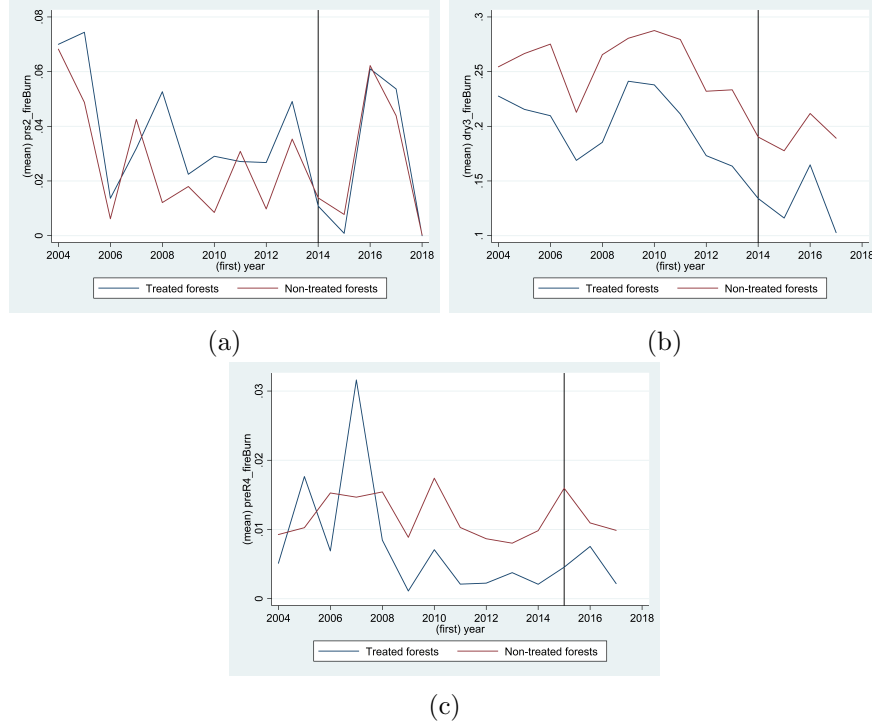 (mean) prs2_fireBurn
.08
.06
.04
.02
0
2004 2006 2008 2010 2012 2014 2016 2018
(first) year
Treated forests Non-treated forests
(a)
(mean) dry3_fireBurn
.3
.25
.2
.15
.1
2004 2006 2008 2010 2012 2014 2016 2018
(first) year
Treated forests Non-treated forests
(b)
(mean) preR4_fireBurn
.03
.02
.01
0
2004 2006 2008 2010 2012 2014 2016 2018
(first) year
Treated forests Non-treated forests
(c)